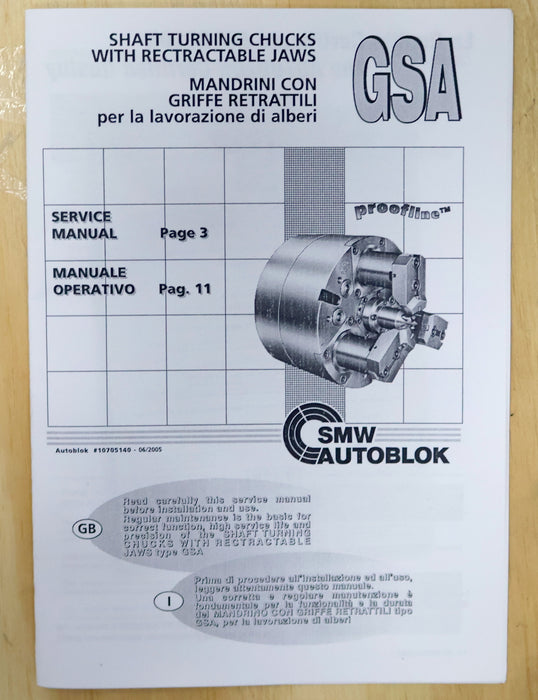 SHAFT TURNING CHUCKS
WITH RECTRACTABLE JAWS
MANDRINI CON
GRIFFE RETRATTILI
per la lavorazione di alberi
GSA
proofline™
SERVICE
MANUAL Page 3
MANUALE
OPERATIVO Pag. 11
SMW
AUTOBLOK
Autoblok #10705140 - 06/2005
GB
Read carefully this service manual
before installation and use.
Regular maintenance is the basic for
correct function, high service life and
precision of the SHAFT TURNING
CHUCKS WITH RECTRACTABLE
JAWS type GSA
I
Prima di procedere all'installazione ed all'uso,
leggere attentamente questo manuale.
Una corretta e regolare manutenzione è
fondamentale per la funzionalità e la durata
del MANDRINO CON GRIFFE RETRATTILI tipo
GSA, per la lavorazione di alberi